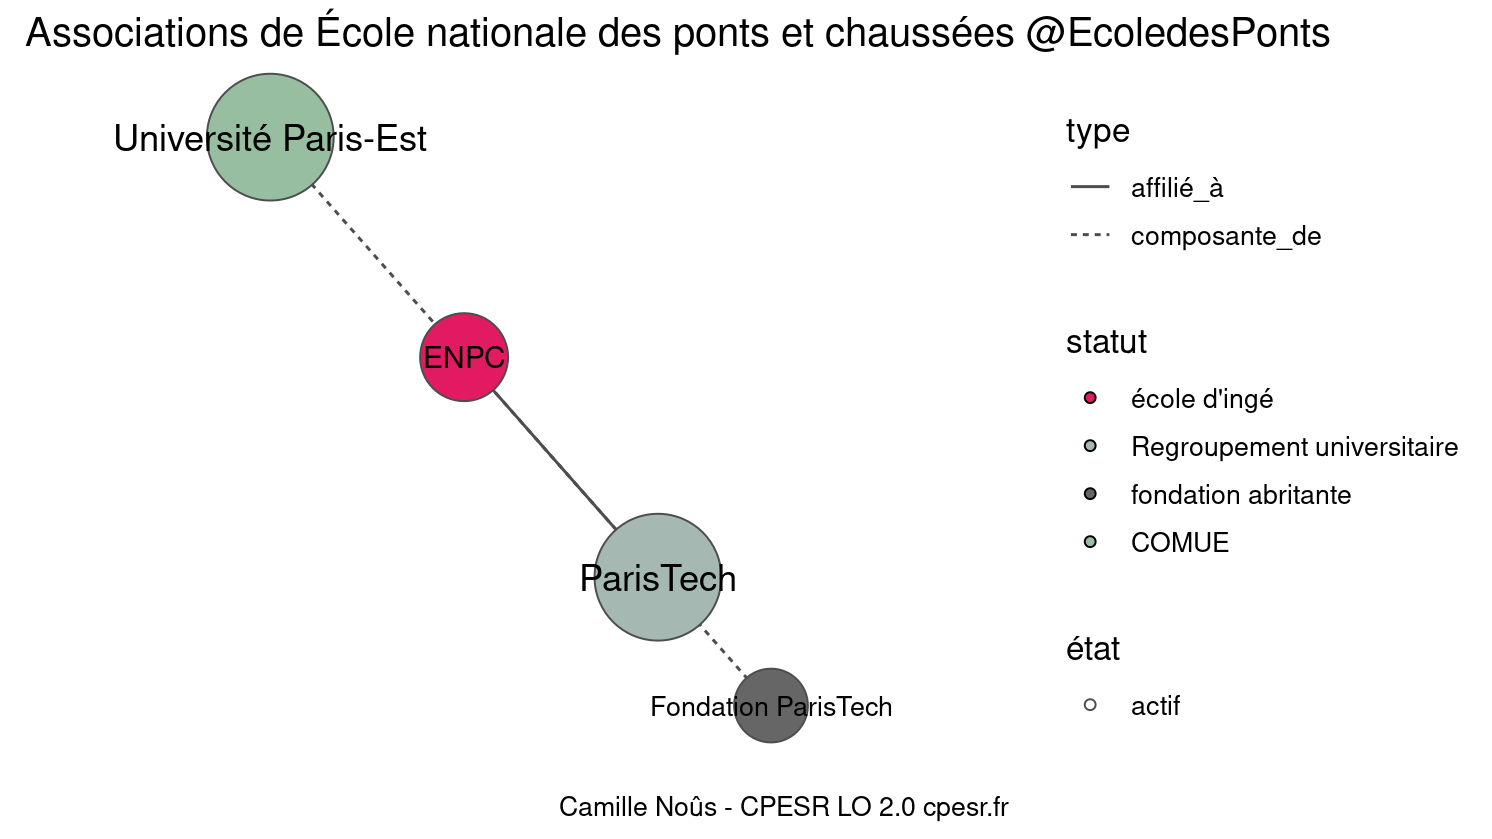 Associations de École nationale des ponts et chaussées @EcoledesPonts
Université Paris-Est
ENPC
ParisTech
Fondation ParisTech
type
affilié_à
composante_de
statut
école d'ingé
Regroupement universitaire
fondation abritante
COMUE
état
actif
Camille Noûs - CPESR LO 2.0 cpesr.fr